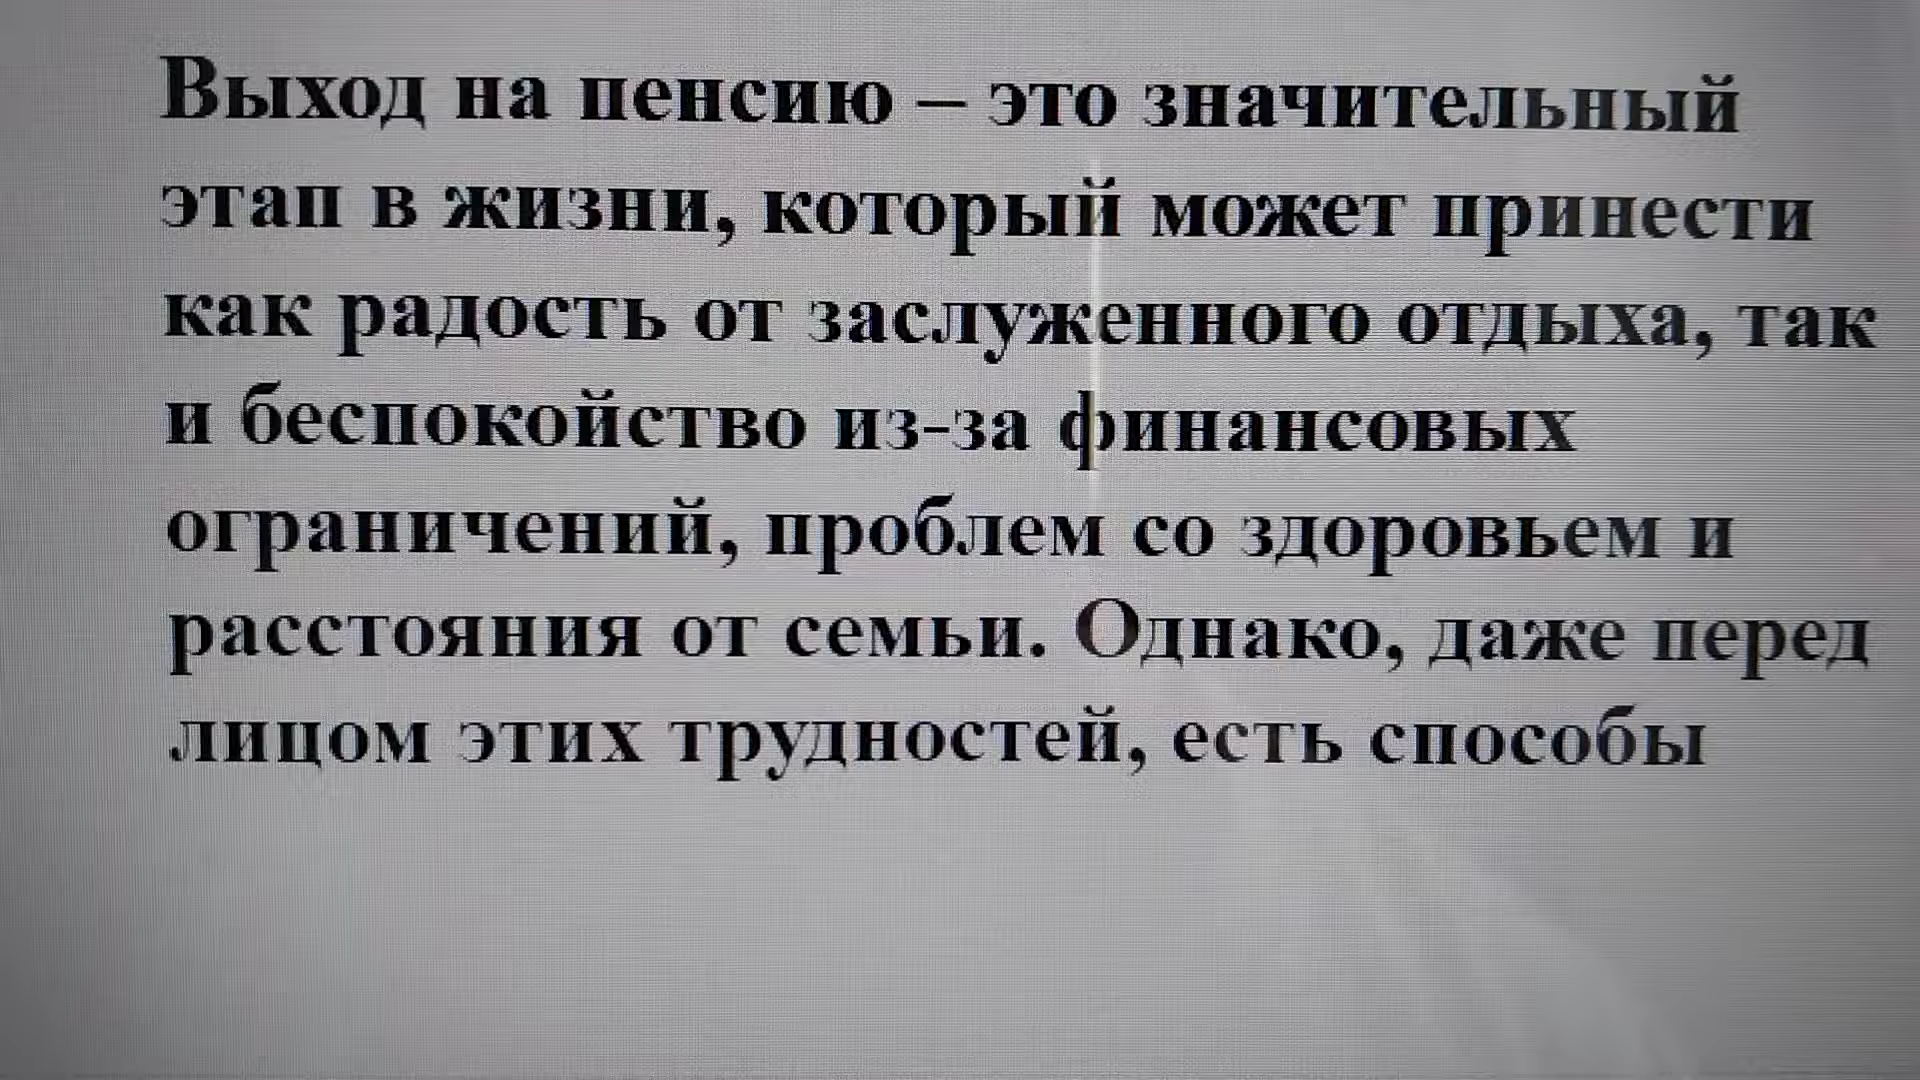 Выход на пенсию – это значительный
этап в жизни, который может принести
как радость от заслуженного отдыха, так
и беспокойство из-за финансовых
ограничений, проблем со здоровьем и
расстояния от семьи. Однако, даже перед
лицом этих трудностей, есть способы